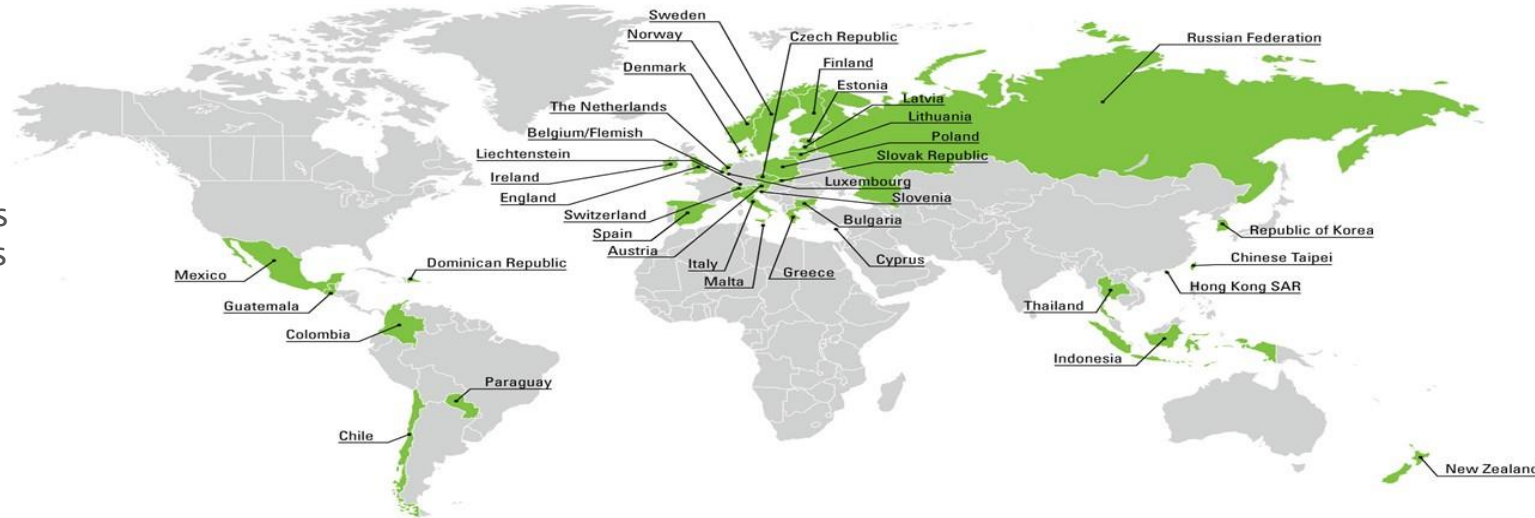 Sweden
Norway
Czech Republic
Russian Federation
Denmark
Finland
Estonia
The Netherlands
Latvia
Lithuania
Belgium/Flemish
Poland
Liechtenstein
Slovak Republic
Ireland
Luxembourg
England
Slovenia
Switzerland
Bulgaria
Spain
Republic of Korea
Austria
Cyprus
Italy
Chinese Taipei
Malta
Greece
Dominican Republic
Mexico
Hong Kong SAR
Guatemala
Thailand
Colombia
Indonesia
Paraguay
Chile
New Zealand